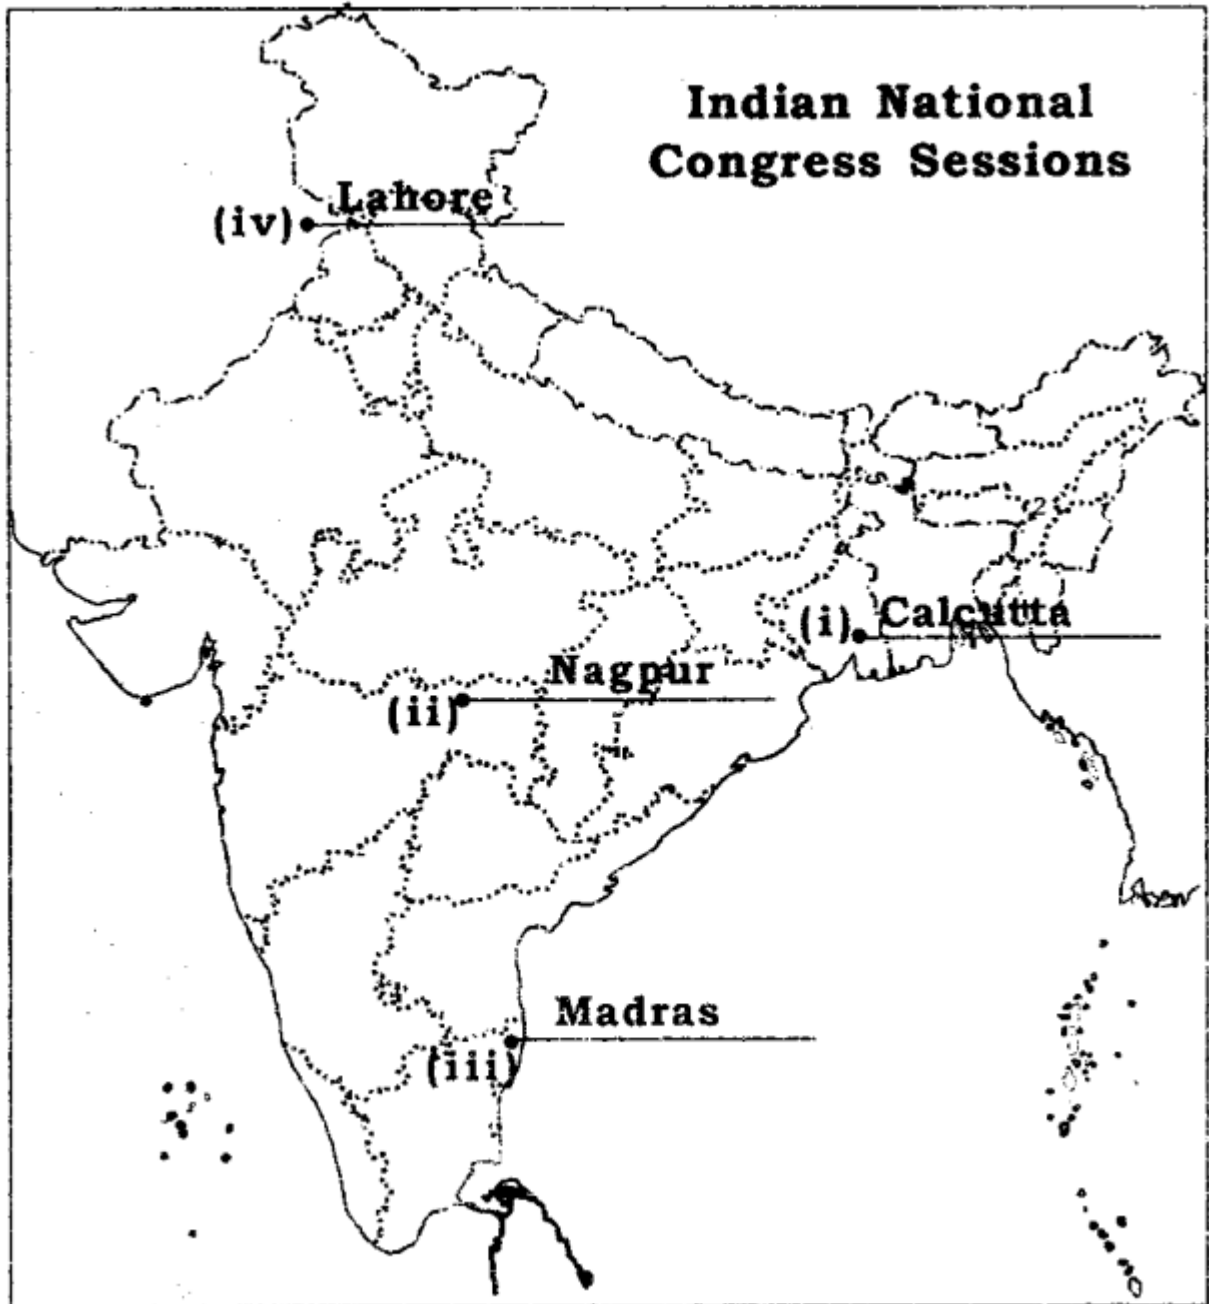 Indian National
Congress Sessions
Lahore
(iv)
(i)
Calcutta
Nagpur
(ii)
Madras
(iii)